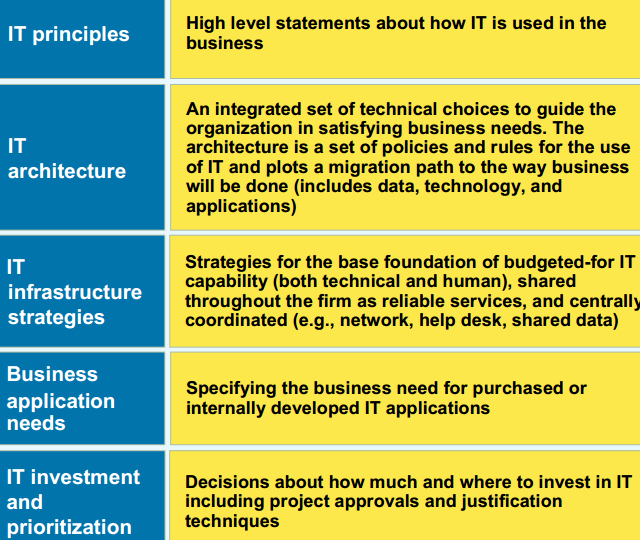 IT principles
High level statements about how IT is used in the
business
IT
architecture
An integrated set of technical choices to guide the
organization in satisfying business needs. The
architecture is a set of policies and rules for the use
of IT and plots a migration path to the way business
will be done (includes data, technology, and
applications)
IT
infrastructure
strategies
Strategies for the base foundation of budgeted-for IT
capability (both technical and human), shared
throughout the firm as reliable services, and centrally
coordinated (e.g., network, help desk, shared data)
Business
application
needs
Specifying the business need for purchased or
internally developed IT applications
IT investment
and
prioritization
Decisions about how much and where to invest in IT
including project approvals and justification
techniques